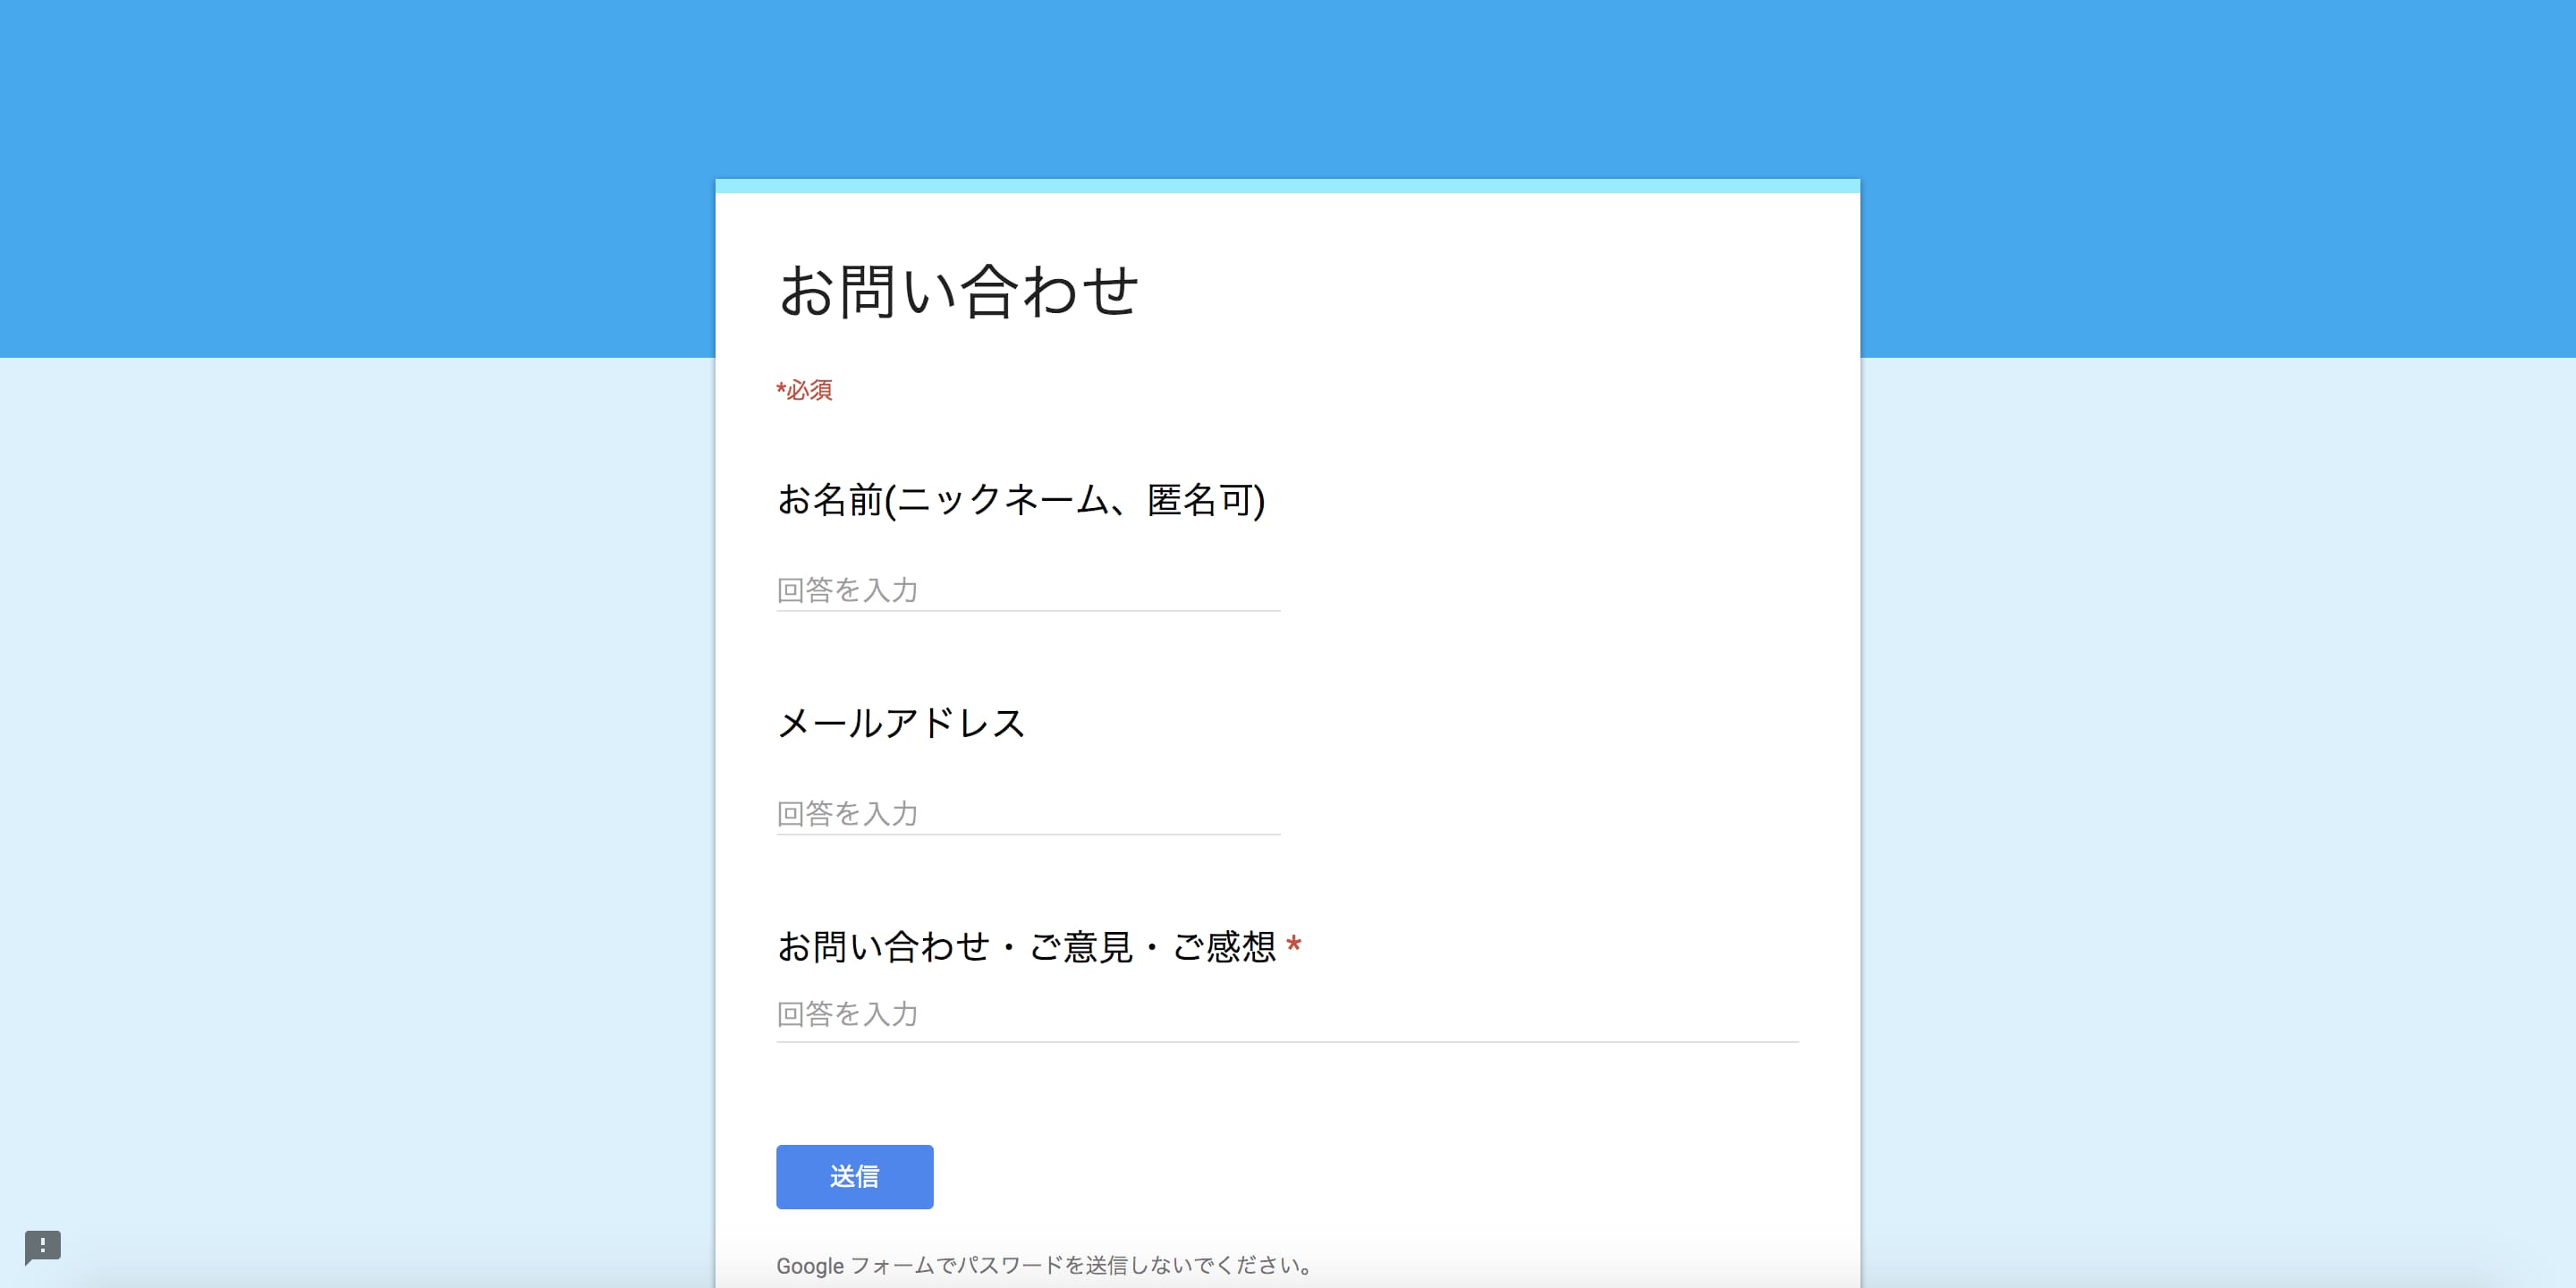 お問い合わせ
*必須
お名前(ニックネーム、匿名可)
回答を入力
メールアドレス
回答を入力
お問い合わせ・ご意見・ご感想 *
回答を入力
送信
Google フォームでパスワードを送信しないでください。